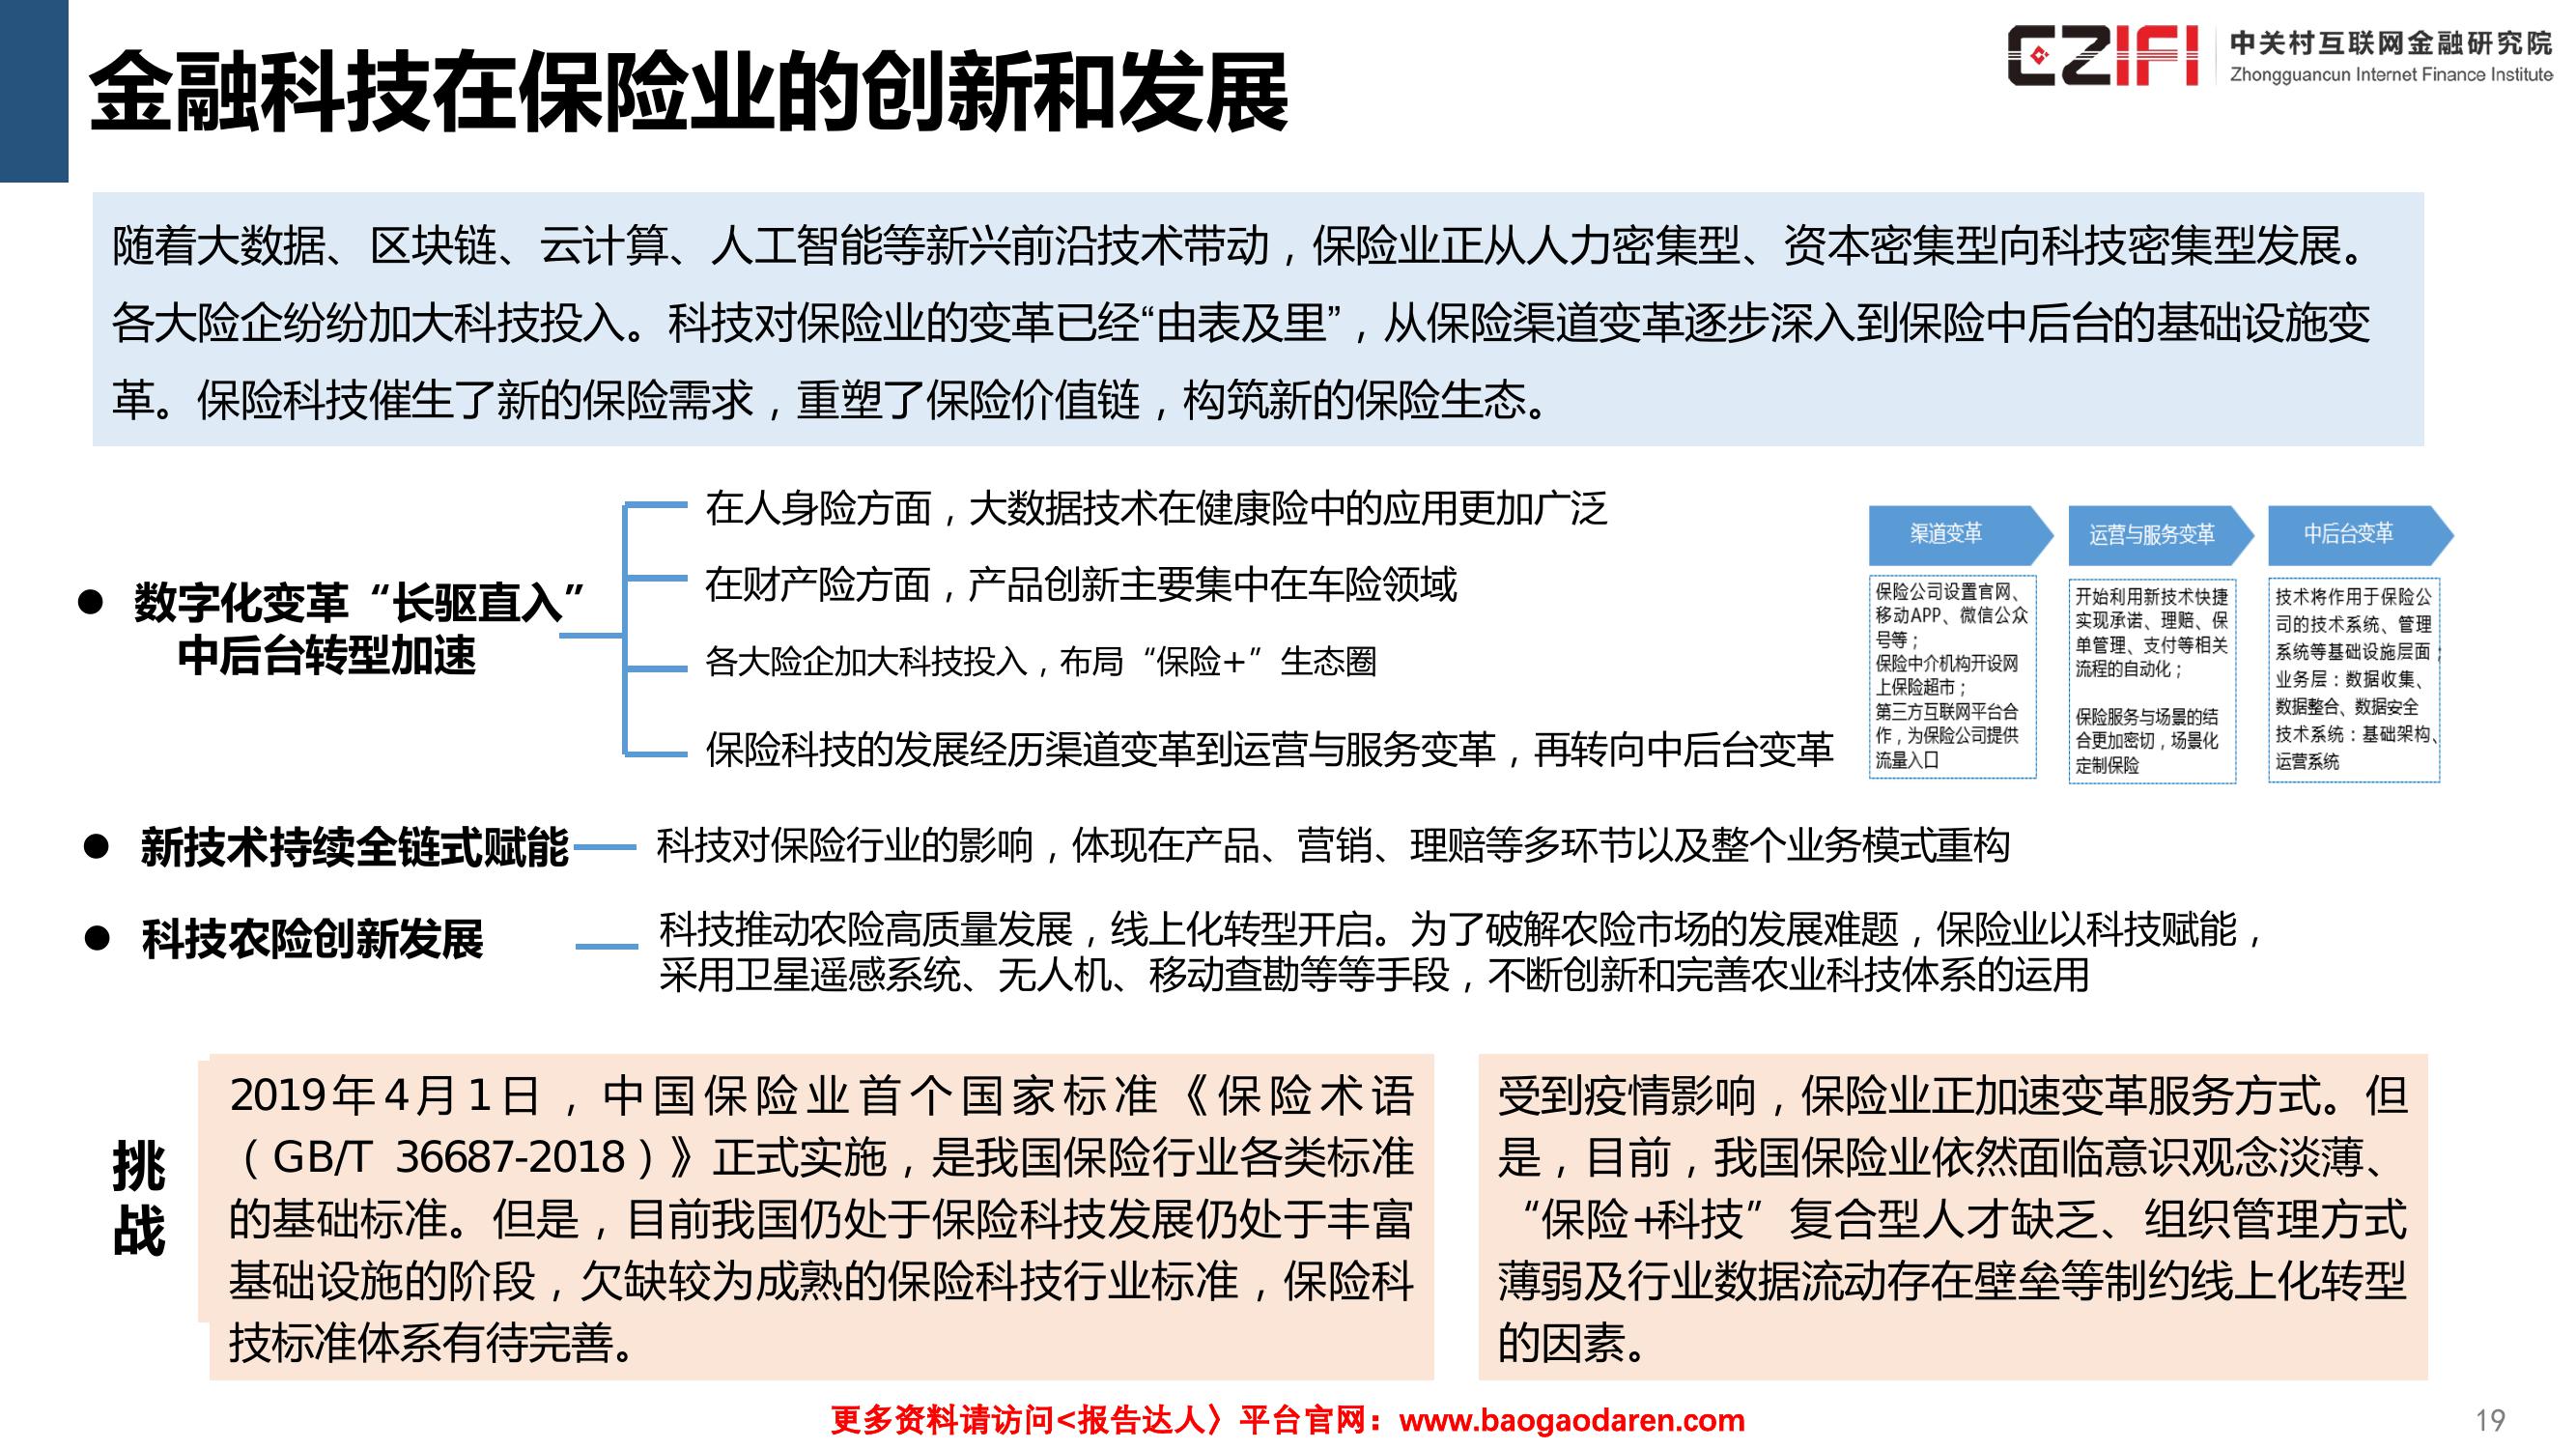 金融科技在保险业的创新和发展
CZIFI
中关村互联网金融研究院
Zhongguancun Internet Finance Institute
随着大数据、区块链、云计算、人工智能等新兴前沿技术带动，保险业正从人力密集型、资本密集型向科技密集型发展。
各大险企纷纷加大科技投入。科技对保险业的变革已经“由表及里”，从保险渠道变革逐步深入到保险中后台的基础设施变
革。保险科技催生了新的保险需求，重塑了保险价值链，构筑新的保险生态。
● 数字化变革“长驱直入”
中后台转型加速
在人身险方面，大数据技术在健康险中的应用更加广泛
在财产险方面，产品创新主要集中在车险领域
各大险企加大科技投入，布局“保险+”生态圈
保险科技的发展经历渠道变革到运营与服务变革，再转向中后台变革
渠道变革
保险公司设置官网、
移动APP、微信公众
号等；
保险中介机构开设网
上保险超市；
第三方互联网平台合
作，为保险公司提供
流量入口
运营与服务变革
开始利用新技术快捷
实现承诺、理赔、保
单管理、支付等相关
流程的自动化；
保险服务与场景的结
合更加密切，场景化
定制保险
中后台变革
技术将作用于保险公
司的技术系统、管理
系统等基础设施层面；
业务层：数据收集、
数据整合、数据安全
技术系统：基础架构、
运营系统
● 新技术持续全链式赋能
科技对保险行业的影响，体现在产品、营销、理赔等多环节以及整个业务模式重构
● 科技农险创新发展
科技推动农险高质量发展，线上化转型开启。为了破解农险市场的发展难题，保险业以科技赋能，
采用卫星遥感系统、无人机、移动查勘等等手段，不断创新和完善农业科技体系的运用
挑
战
2019年4月1日，中国保险业首个国家标准《保险术语
（GB/T 36687-2018）》正式实施，是我国保险行业各类标准
的基础标准。但是，目前我国仍处于保险科技发展仍处于丰富
基础设施的阶段，欠缺较为成熟的保险科技行业标准，保险科
技标准体系有待完善。
受到疫情影响，保险业正加速变革服务方式。但
是，目前，我国保险业依然面临意识观念淡薄、
“保险+科技”复合型人才缺乏、组织管理方式
薄弱及行业数据流动存在壁垒等制约线上化转型
的因素。
更多资料请访问<报告达人〉平台官网：www.baogaodaren.com
19